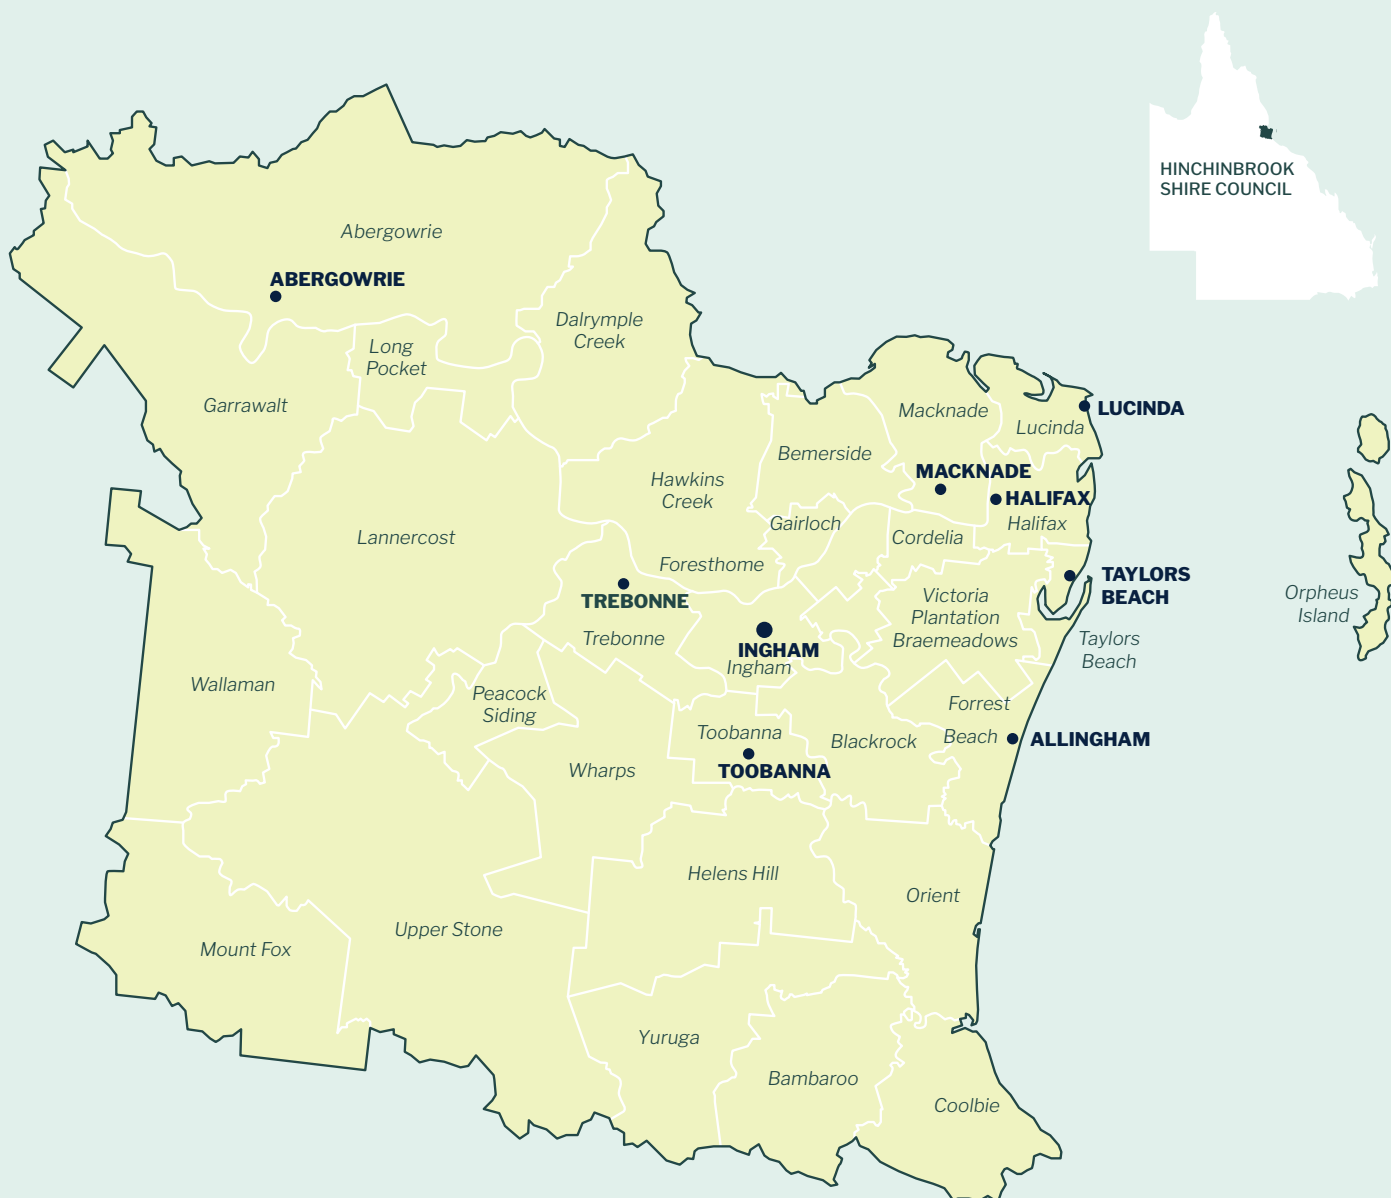 HINCHINBROOK
SHIRE COUNCIL
Abergowrie
ABERGOWRIE
Dalrymple
Creek
Long
Pocket
Garrawalt
Macknade
LUCINDA
Lucinda
Bemerside
MACKNADE
Hawkins
Creek
HALIFAX
Gairloch
Halifax
Lannercost
Cordelia
Foresthome
TAYLORS
BEACH
TREBONNE
Victoria
Plantation
Braemeadows
Orpheus
Island
Trebonne
INGHAM
Ingham
Taylors
Beach
Wallaman
Peacock
Siding
Forrest
Beach
Toobanna
Blackrock
ALLINGHAM
TOOBANNA
Wharps
Helens Hill
Orient
Upper Stone
Mount Fox
Yuruga
Bambaroo
Coolbie